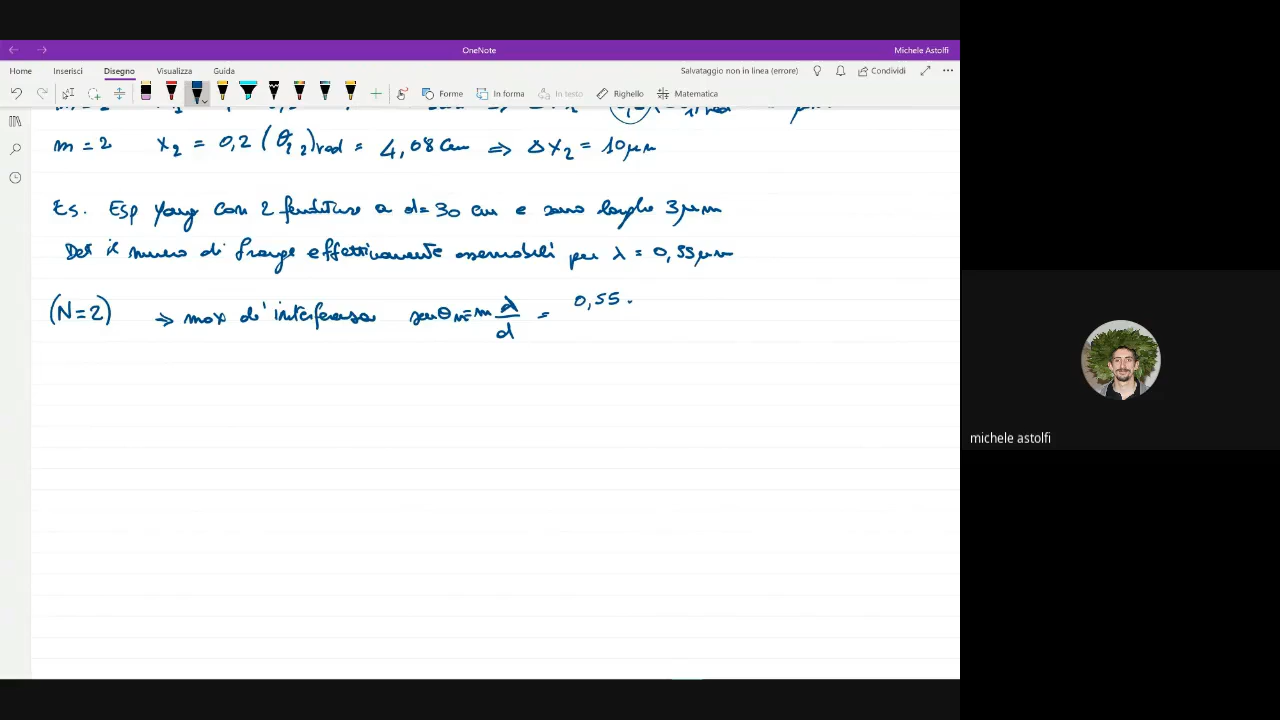 OneNote
Michele Astolfi
Home Inserisci Disegno Visualizza Guida
Salvataggio non in linea (errore) Condividi
Forme In forma In testo Righello Matematica
m = 2 x₂ = 0,2 (θ₂)rad = 4,08 cm ⇒ Δx₂ = 10 μm
Es. Esp Young con 2 fenditure a d = 30 cm e sono larghe 3 μm
Det il numero di frange effettivamente osservabili per λ = 0,55 μm
(N=2) ⇒ max di interferenza senθm = m λ/d = 0,55 .
michele astolfi